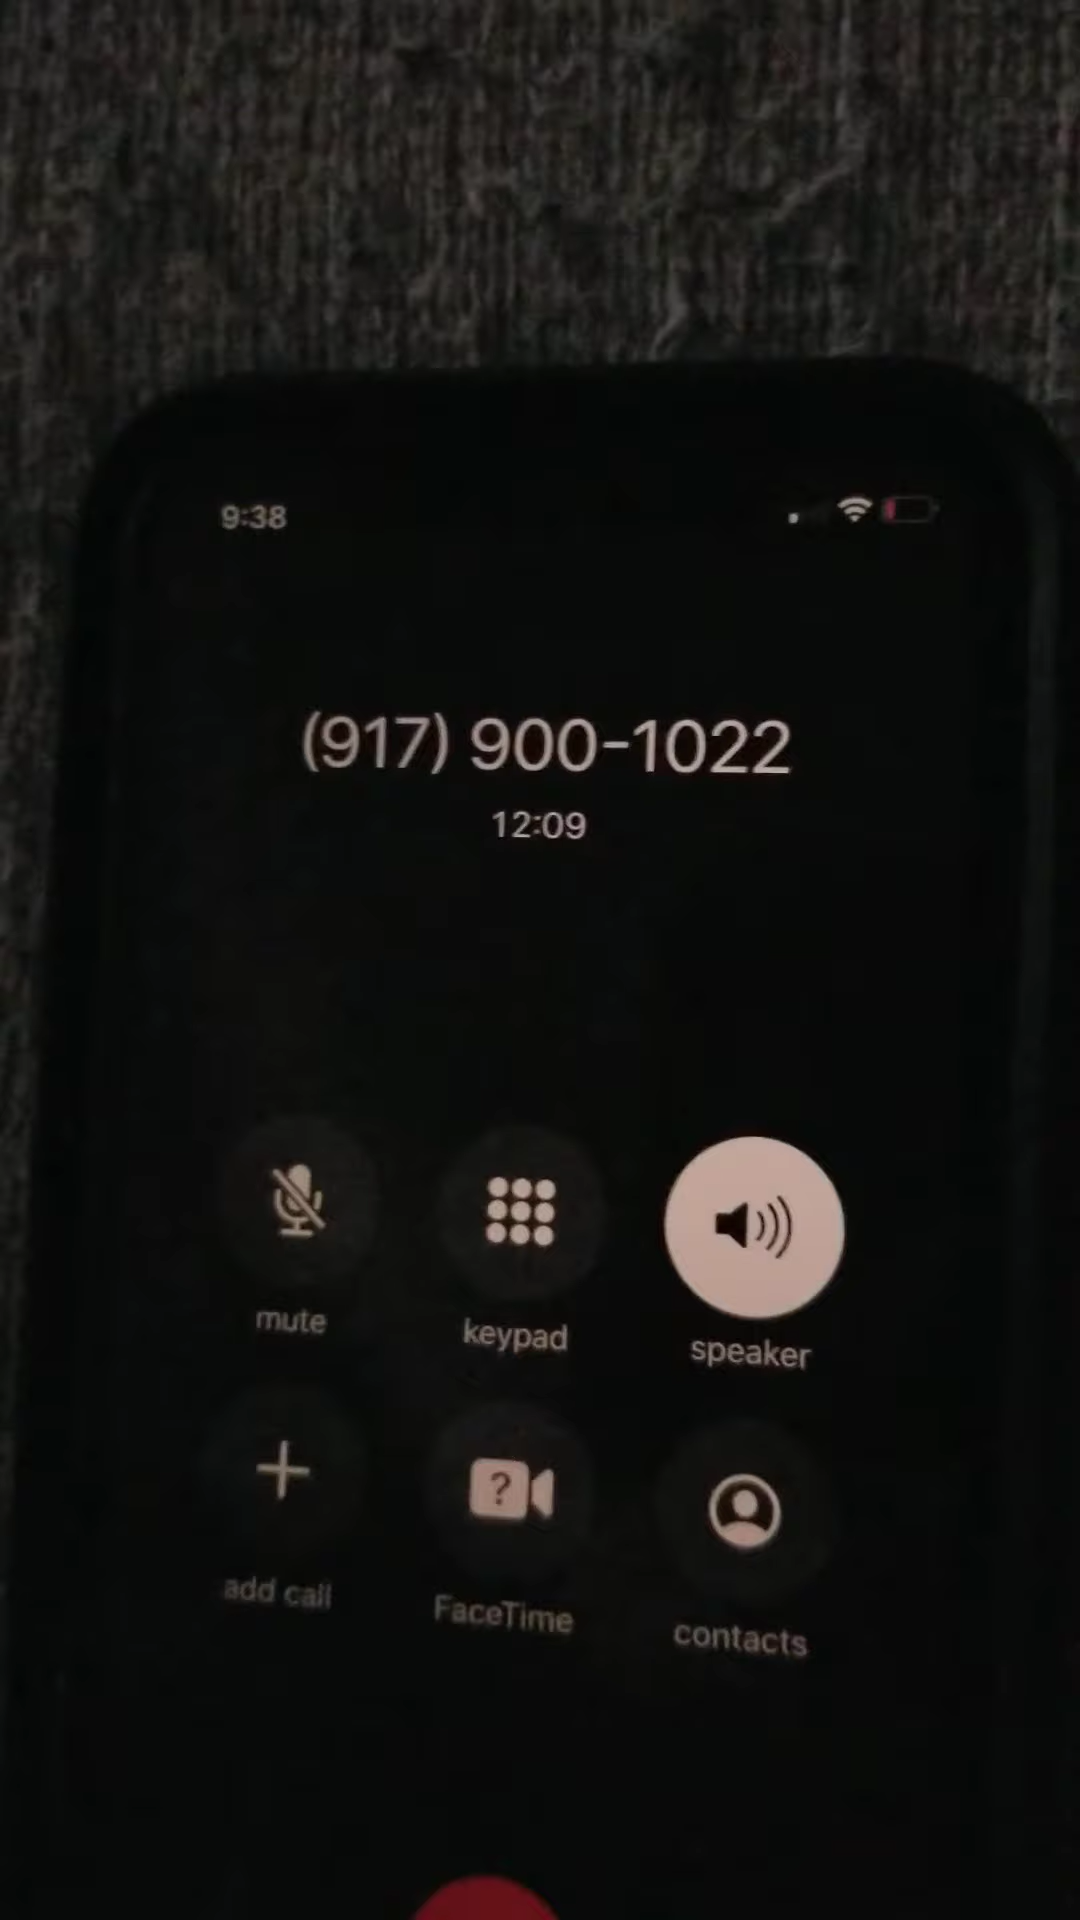 9:38
(917) 900-1022
12:09
mute
keypad
speaker
?
add call
FaceTime
contacts